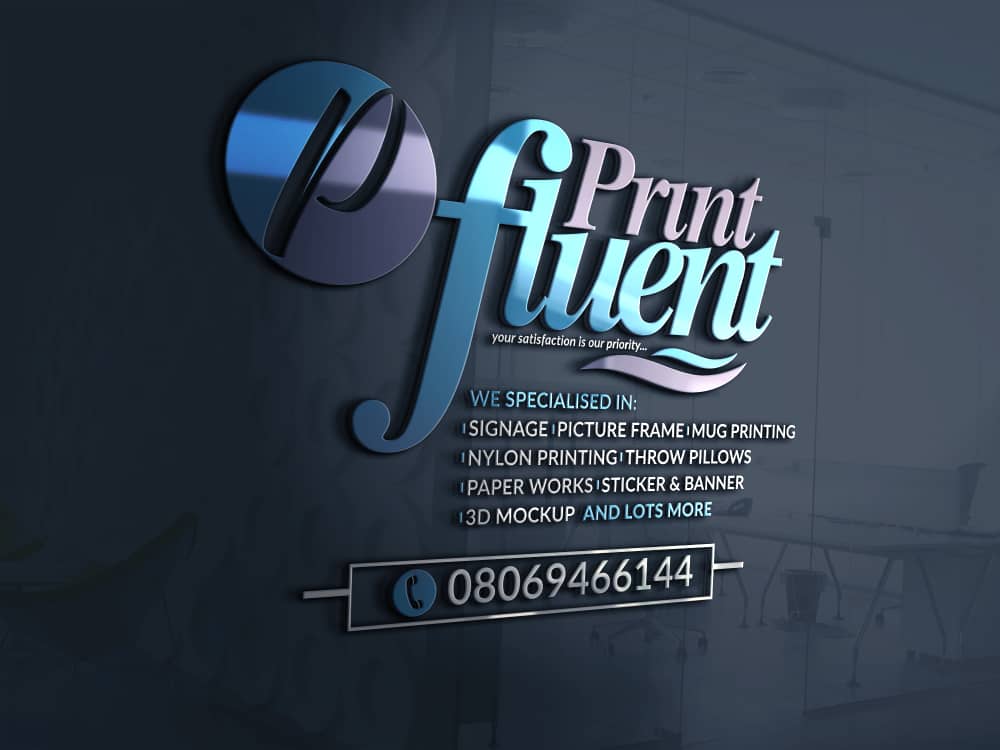 P
Print
fluent
your satisfaction is our priority...
WE SPECIALISED IN:
SIGNAGE PICTURE FRAME MUG PRINTING
NYLON PRINTING THROW PILLOWS
PAPER WORKS STICKER & BANNER
3D MOCKUP AND LOTS MORE
08069466144